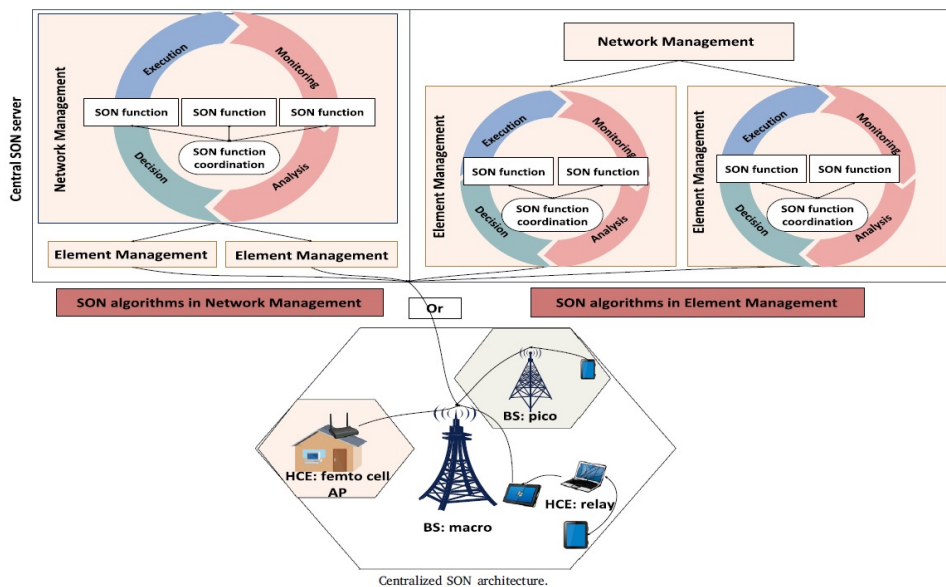 Central SON server
Network Management
Execution
Monitoring
SON function
SON function
SON function
SON function
coordination
Decision
Analysis
Element Management
Element Management
Network Management
Element Management
Execution
Monitoring
SON function
SON function
SON function
coordination
Decision
Analysis
Element Management
Execution
Monitoring
SON function
SON function
SON function
coordination
Decision
Analysis
SON algorithms in Network Management
Or
SON algorithms in Element Management
BS: pico
HCE: femto cell
AP
BS: macro
HCE: relay
Centralized SON architecture.